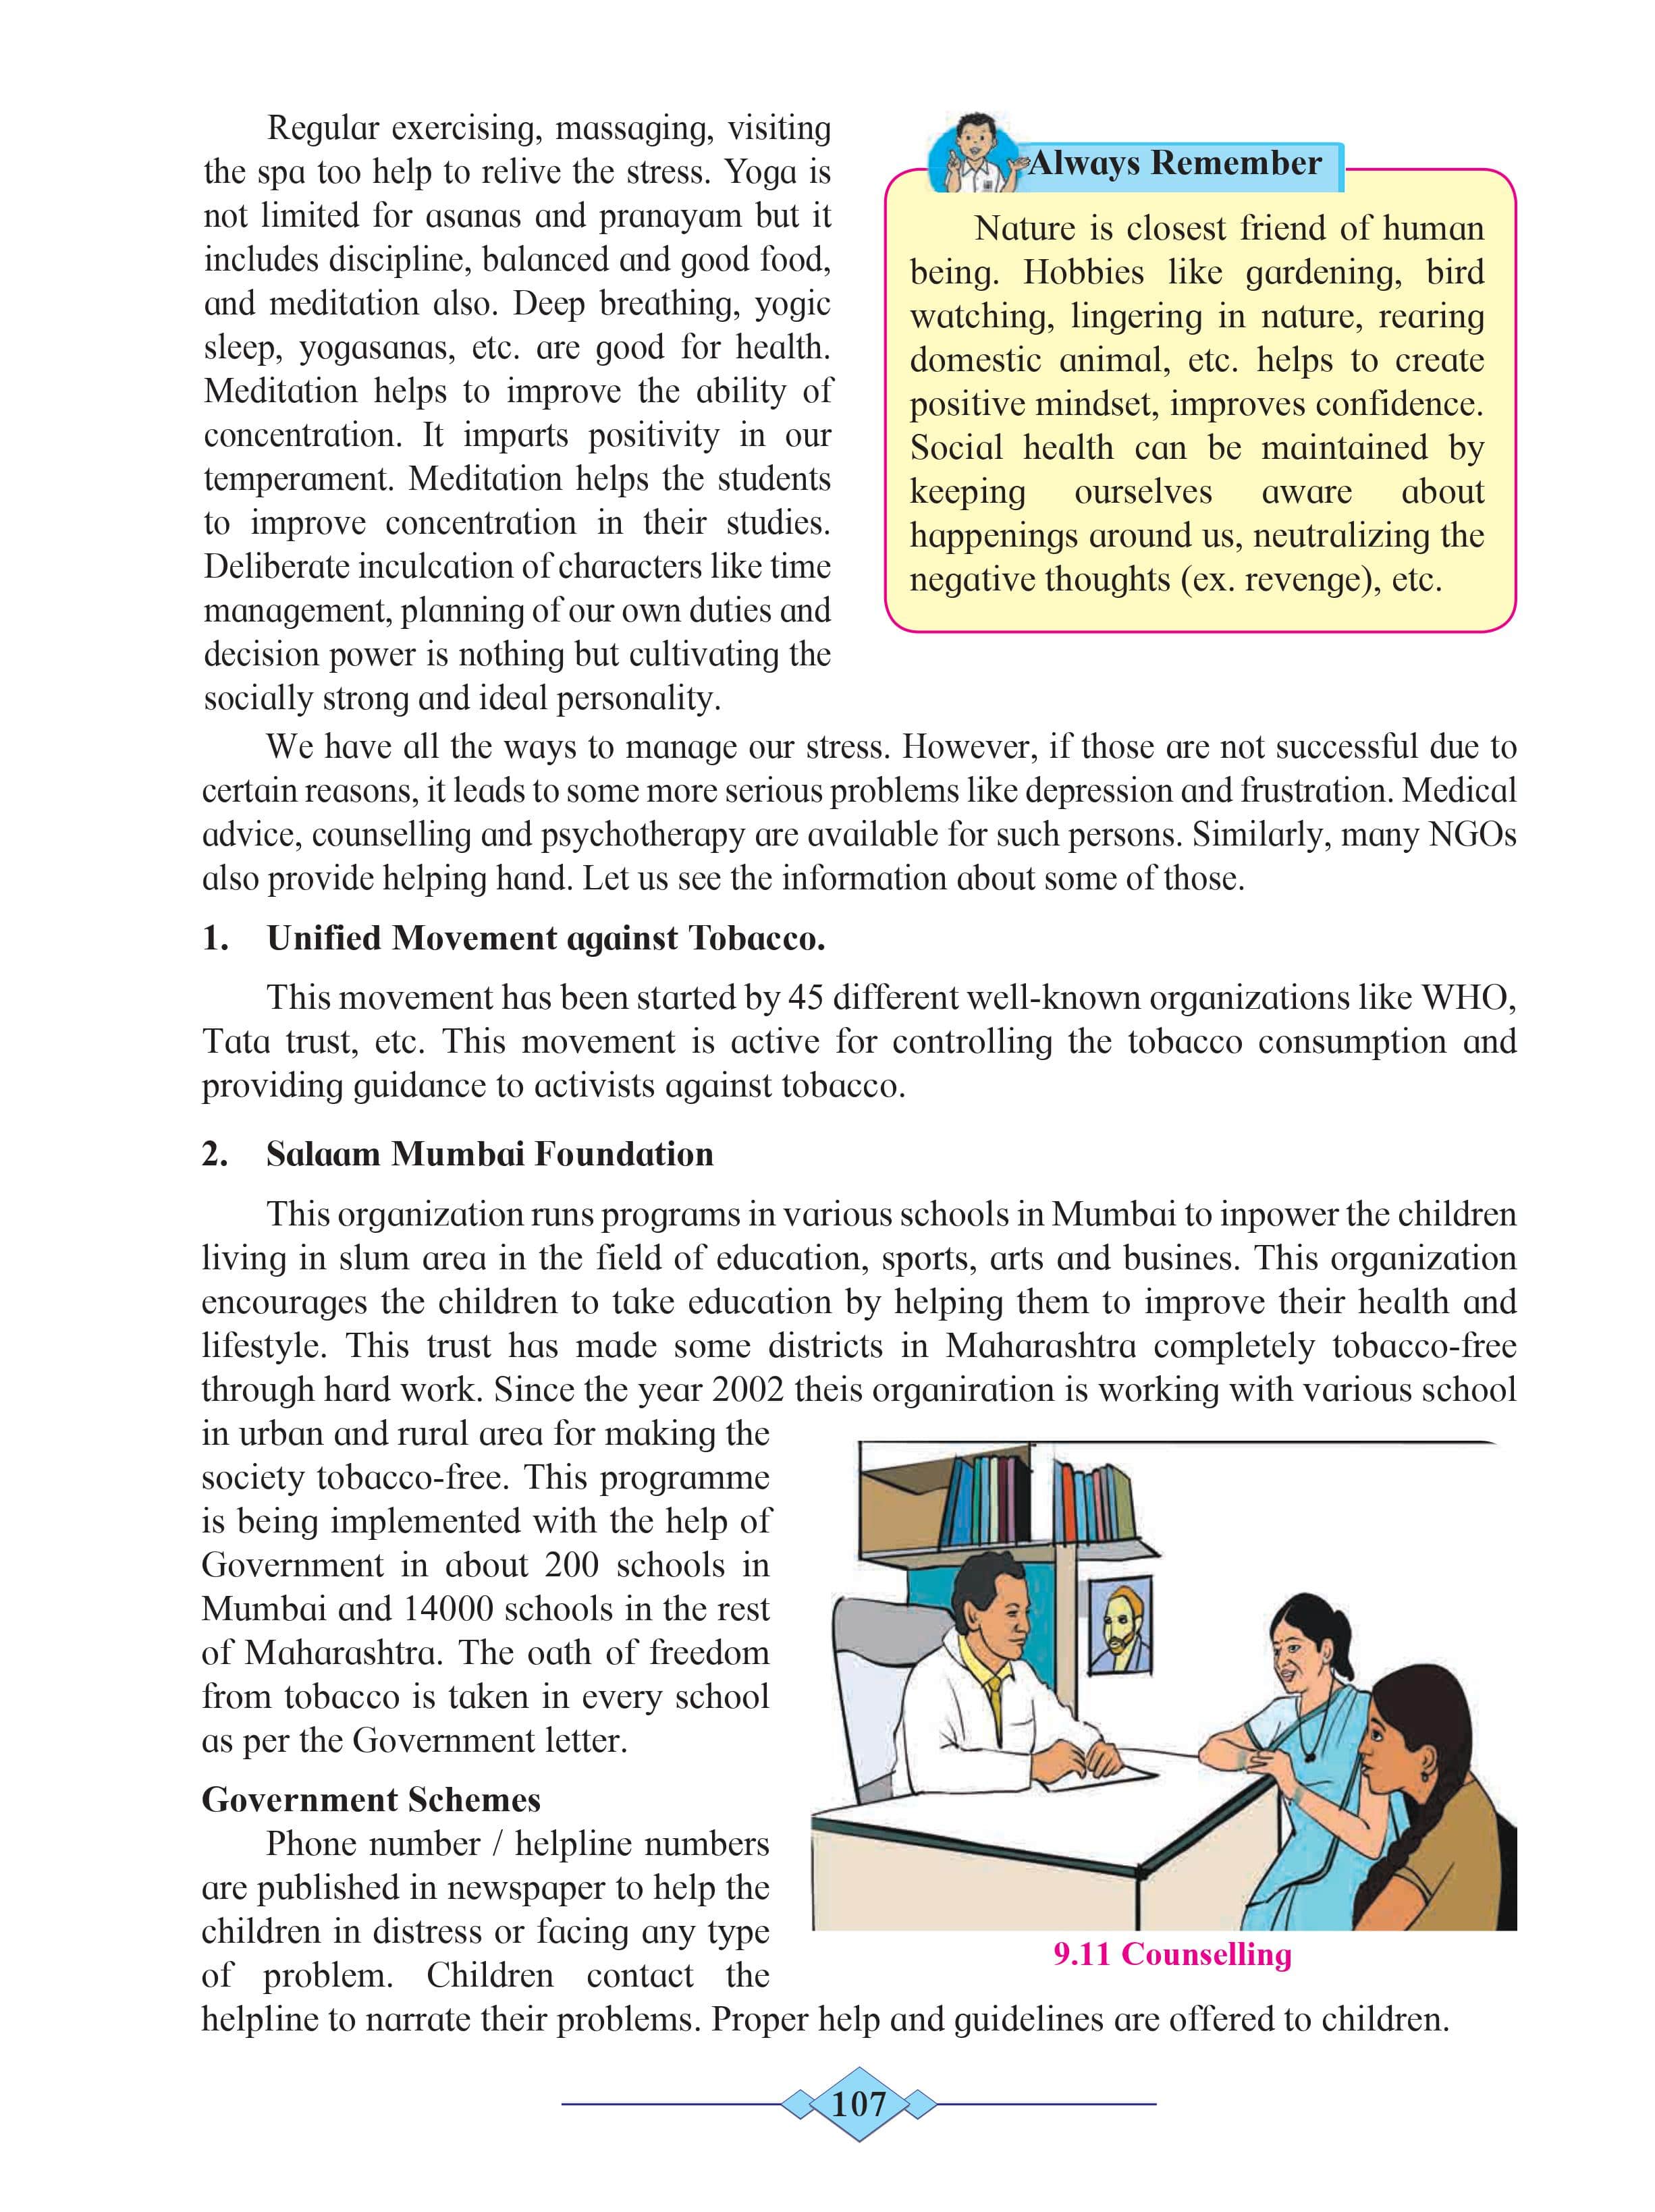 Regular exercising, massaging, visiting
the spa too help to relive the stress. Yoga is
not limited for asanas and pranayam but it
includes discipline, balanced and good food,
and meditation also. Deep breathing, yogic
sleep, yogasanas, etc. are good for health.
Meditation helps to improve the ability of
concentration. It imparts positivity in our
temperament. Meditation helps the students
to improve concentration in their studies.
Deliberate inculcation of characters like time
management, planning of our own duties and
decision power is nothing but cultivating the
socially strong and ideal personality.
Always Remember
Nature is closest friend of human
being. Hobbies like gardening, bird
watching, lingering in nature, rearing
domestic animal, etc. helps to create
positive mindset, improves confidence.
Social health can be maintained by
keeping ourselves aware about
happenings around us, neutralizing the
negative thoughts (ex. revenge), etc.
We have all the ways to manage our stress. However, if those are not successful due to
certain reasons, it leads to some more serious problems like depression and frustration. Medical
advice, counselling and psychotherapy are available for such persons. Similarly, many NGOs
also provide helping hand. Let us see the information about some of those.
1. Unified Movement against Tobacco.
This movement has been started by 45 different well-known organizations like WHO,
Tata trust, etc. This movement is active for controlling the tobacco consumption and
providing guidance to activists against tobacco.
2. Salaam Mumbai Foundation
This organization runs programs in various schools in Mumbai to inpower the children
living in slum area in the field of education, sports, arts and busines. This organization
encourages the children to take education by helping them to improve their health and
lifestyle. This trust has made some districts in Maharashtra completely tobacco-free
through hard work. Since the year 2002 theis organiration is working with various school
in urban and rural area for making the
society tobacco-free. This programme
is being implemented with the help of
Government in about 200 schools in
Mumbai and 14000 schools in the rest
of Maharashtra. The oath of freedom
from tobacco is taken in every school
as per the Government letter.
Government Schemes
Phone number / helpline numbers
are published in newspaper to help the
children in distress or facing any type
of problem. Children contact the
helpline to narrate their problems. Proper help and guidelines are offered to children.
9.11 Counselling
107